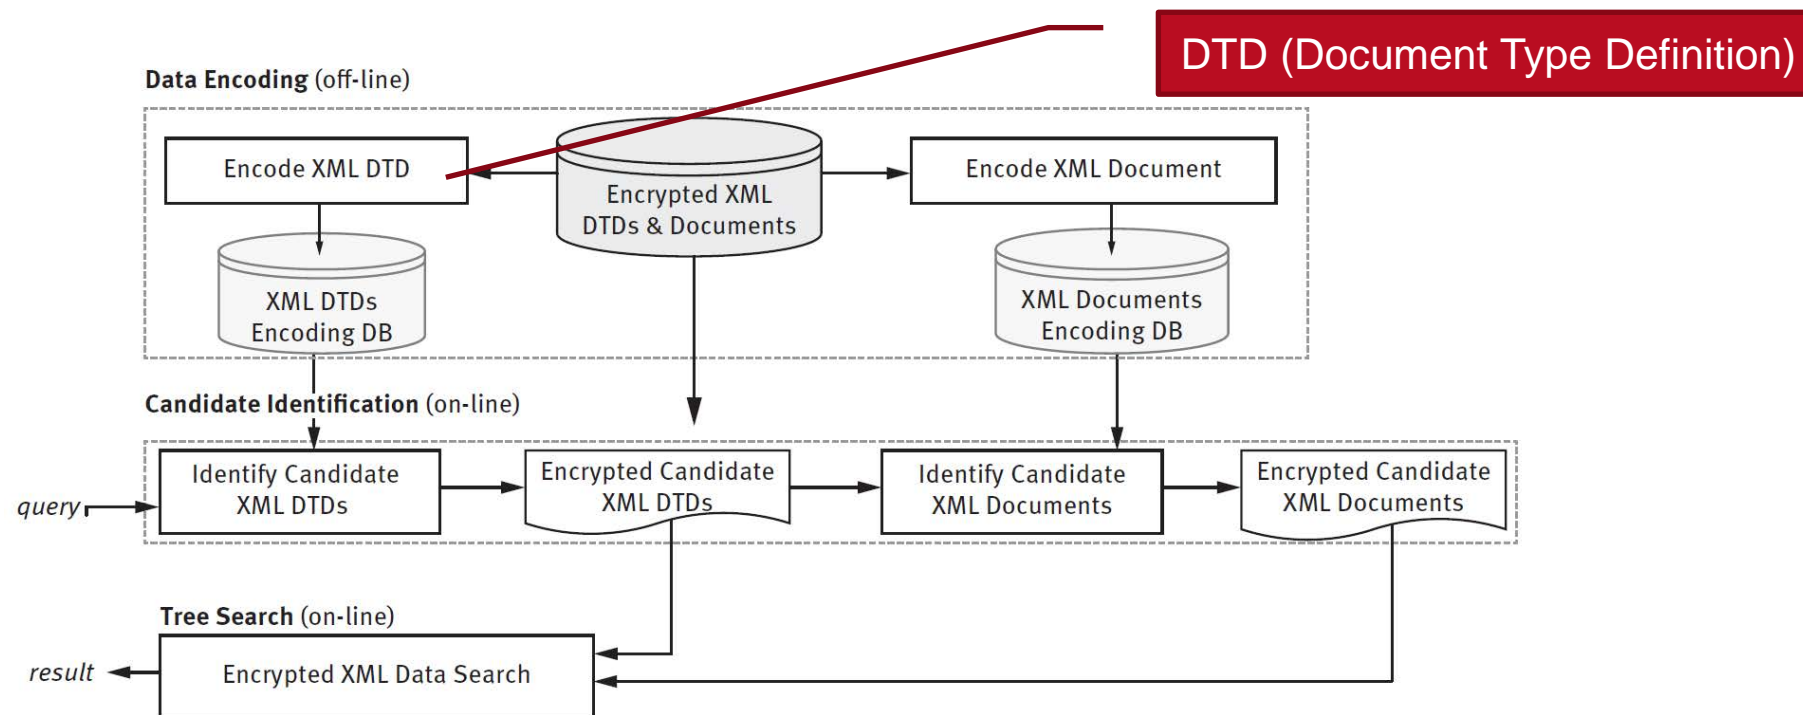 DTD (Document Type Definition)
Data Encoding (off-line)
Encode XML DTD
Encrypted XML
DTDs & Documents
Encode XML Document
XML DTDs
Encoding DB
XML Documents
Encoding DB
Candidate Identification (on-line)
query
Identify Candidate
XML DTDs
Encrypted Candidate
XML DTDs
Identify Candidate
XML Documents
Encrypted Candidate
XML Documents
Tree Search (on-line)
result
Encrypted XML Data Search